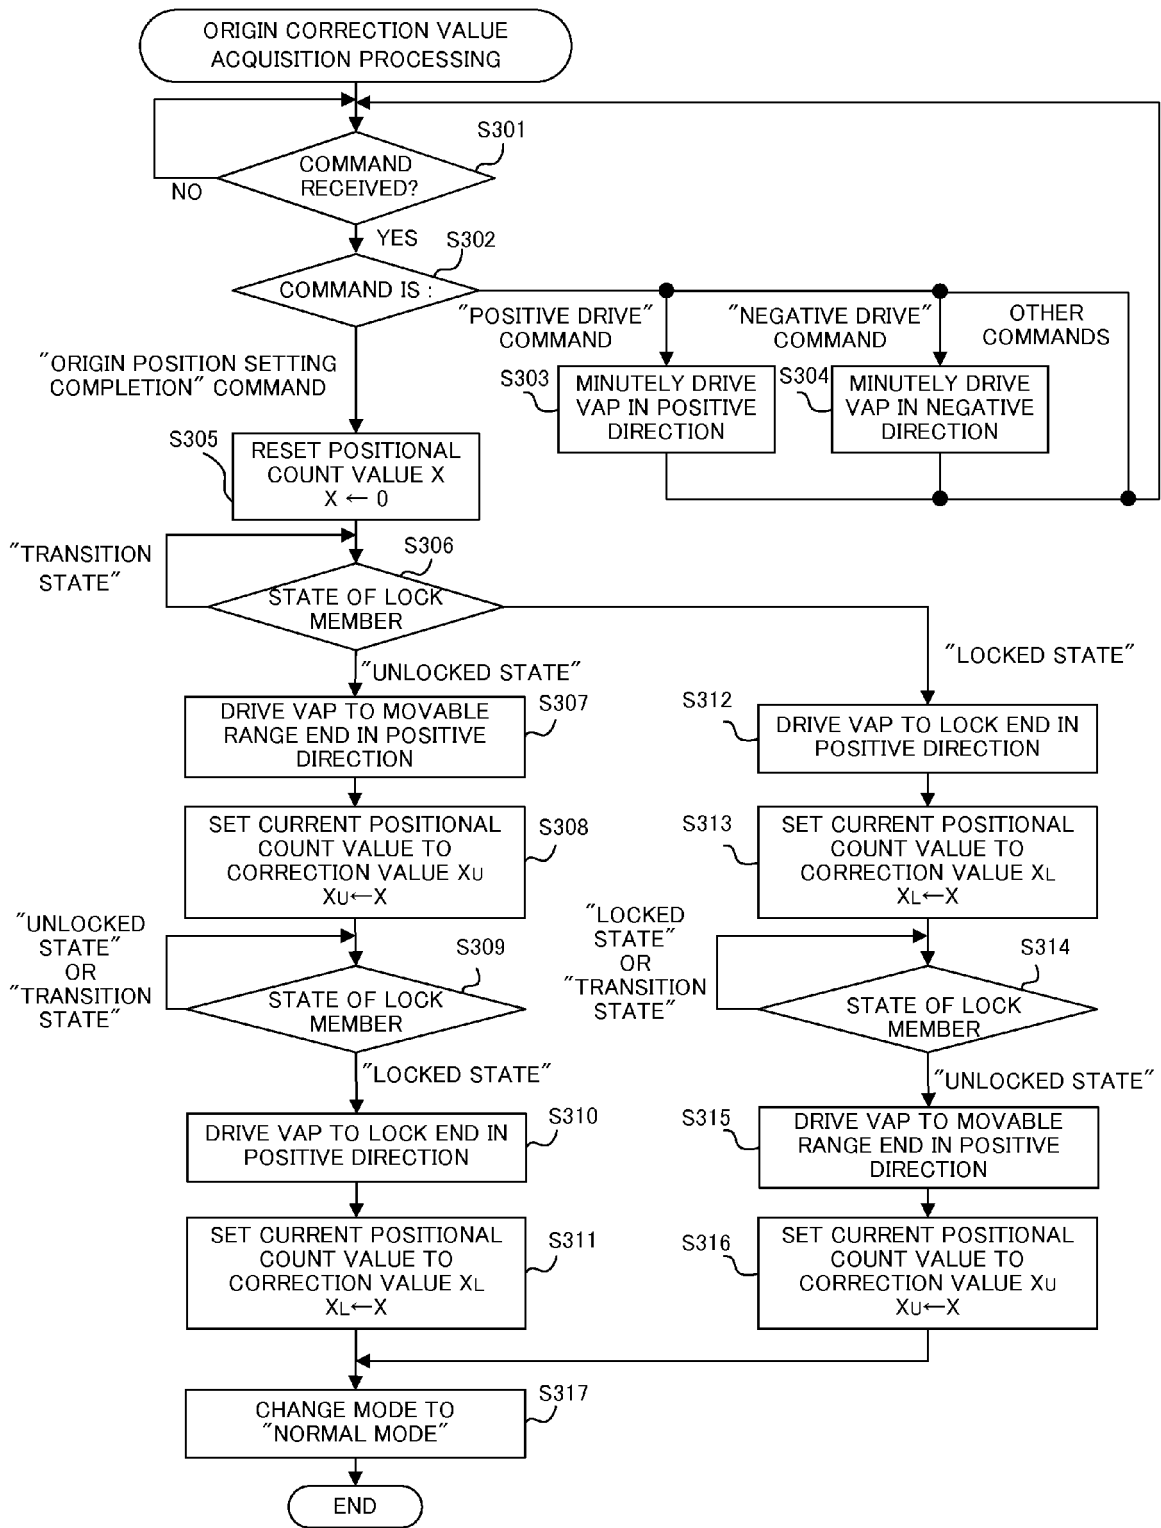 ORIGIN CORRECTION VALUE
ACQUISITION PROCESSING
S301
COMMAND
RECEIVED?
NO
YES
S302
COMMAND IS :
"POSITIVE DRIVE"
COMMAND
"NEGATIVE DRIVE"
COMMAND
OTHER
COMMANDS
"ORIGIN POSITION SETTING
COMPLETION" COMMAND
S303
MINUTELY DRIVE
VAP IN POSITIVE
DIRECTION
S304
MINUTELY DRIVE
VAP IN NEGATIVE
DIRECTION
S305
RESET POSITIONAL
COUNT VALUE X
X ← 0
"TRANSITION
STATE"
S306
STATE OF LOCK
MEMBER
"UNLOCKED STATE"
"LOCKED STATE"
S307
DRIVE VAP TO MOVABLE
RANGE END IN POSITIVE
DIRECTION
S312
DRIVE VAP TO LOCK END IN
POSITIVE DIRECTION
S308
SET CURRENT POSITIONAL
COUNT VALUE TO
CORRECTION VALUE XU
XU←X
S313
SET CURRENT POSITIONAL
COUNT VALUE TO
CORRECTION VALUE XL
XL←X
"UNLOCKED
STATE"
OR
"TRANSITION
STATE"
S309
STATE OF LOCK
MEMBER
"LOCKED
STATE"
OR
"TRANSITION
STATE"
S314
STATE OF LOCK
MEMBER
"LOCKED STATE"
"UNLOCKED STATE"
S310
DRIVE VAP TO LOCK END IN
POSITIVE DIRECTION
S315
DRIVE VAP TO MOVABLE
RANGE END IN POSITIVE
DIRECTION
S311
SET CURRENT POSITIONAL
COUNT VALUE TO
CORRECTION VALUE XL
XL←X
S316
SET CURRENT POSITIONAL
COUNT VALUE TO
CORRECTION VALUE XU
XU←X
S317
CHANGE MODE TO
"NORMAL MODE"
END